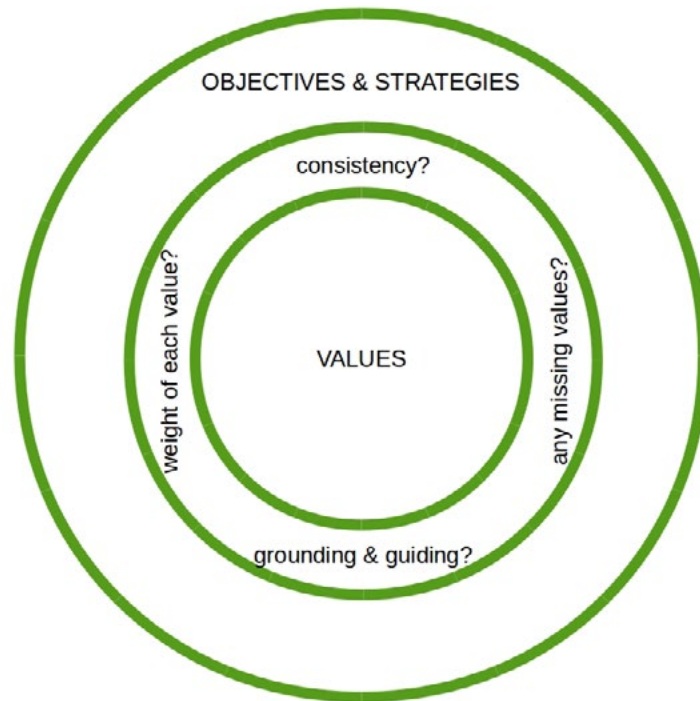 OBJECTIVES & STRATEGIES
consistency?
weight of each value?
any missing values?
VALUES
grounding & guiding?